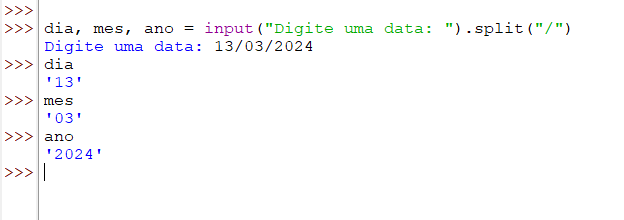 >>>
>>> dia, mes, ano = input("Digite uma data: ").split("/")
Digite uma data: 13/03/2024
>>> dia
'13'
>>> mes
'03'
>>> ano
'2024'
>>>